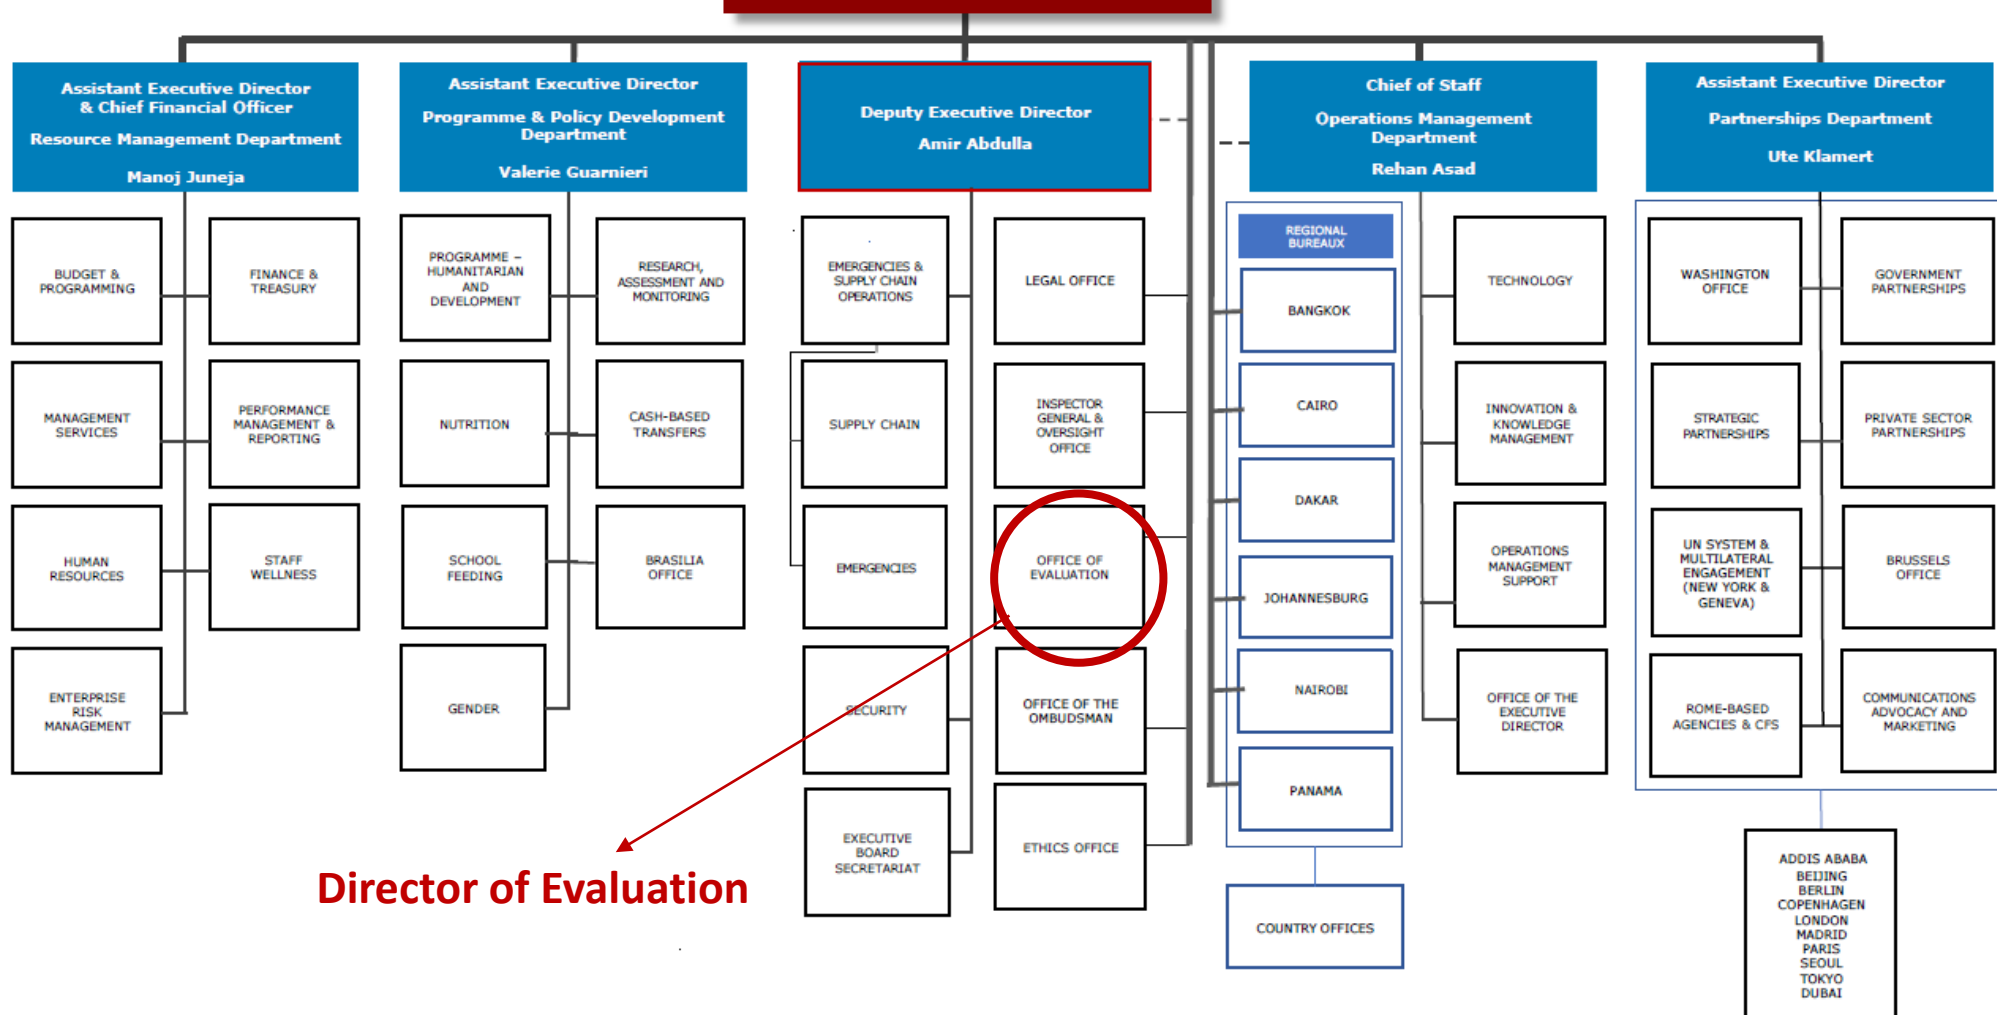 Assistant Executive Director
& Chief Financial Officer
Resource Management Department
Manoj Juneja
Assistant Executive Director
Programme & Policy Development
Department
Valerie Guarnieri
Deputy Executive Director
Amir Abdulla
Chief of Staff
Operations Management
Department
Rehan Asad
Assistant Executive Director
Partnerships Department
Ute Klamert
BUDGET &
PROGRAMMING
FINANCE &
TREASURY
MANAGEMENT
SERVICES
PERFORMANCE
MANAGEMENT &
REPORTING
HUMAN
RESOURCES
STAFF
WELLNESS
ENTERPRISE
RISK
MANAGEMENT
PROGRAMME –
HUMANITARIAN
AND
DEVELOPMENT
RESEARCH,
ASSESSMENT AND
MONITORING
NUTRITION
CASH-BASED
TRANSFERS
SCHOOL
FEEDING
BRASILIA
OFFICE
GENDER
EMERGENCIES &
SUPPLY CHAIN
OPERATIONS
LEGAL OFFICE
SUPPLY CHAIN
INSPECTOR
GENERAL &
OVERSIGHT
OFFICE
EMERGENCIES
OFFICE OF
EVALUATION
SECURITY
OFFICE OF THE
OMBUDSMAN
EXECUTIVE
BOARD
SECRETARIAT
ETHICS OFFICE
Director of Evaluation
REGIONAL
BUREAUX
BANGKOK
CAIRO
DAKAR
JOHANNESBURG
NAIROBI
PANAMA
COUNTRY OFFICES
TECHNOLOGY
INNOVATION &
KNOWLEDGE
MANAGEMENT
OPERATIONS
MANAGEMENT
SUPPORT
OFFICE OF THE
EXECUTIVE
DIRECTOR
WASHINGTON
OFFICE
GOVERNMENT
PARTNERSHIPS
STRATEGIC
PARTNERSHIPS
PRIVATE SECTOR
PARTNERSHIPS
UN SYSTEM &
MULTILATERAL
ENGAGEMENT
(NEW YORK &
GENEVA)
BRUSSELS
OFFICE
ROME-BASED
AGENCIES & CFS
COMMUNICATIONS
ADVOCACY AND
MARKETING
ADDIS ABABA
BEIJING
BERLIN
COPENHAGEN
LONDON
MADRID
PARIS
SEOUL
TOKYO
DUBAI